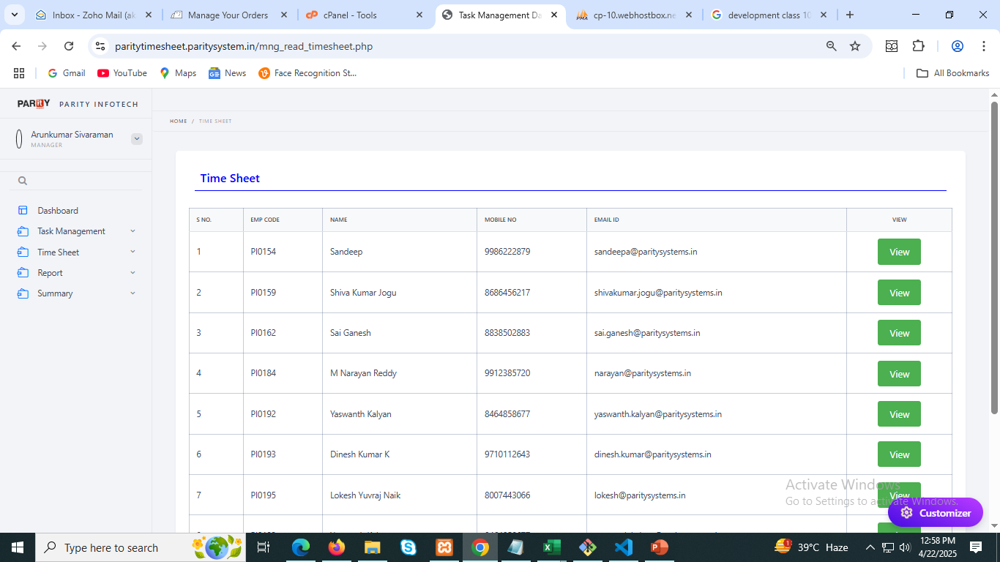 Inbox - Zoho Mail (ak
Manage Your Orders
cPanel - Tools
Task Management Da
cp-10.webhostbox.ne
development class 10
paritytimesheet.paritysystem.in/mng_read_timesheet.php
Gmail
YouTube
Maps
News
Face Recognition St...
All Bookmarks
PARITY PARITY INFOTECH
HOME / TIME SHEET
Arunkumar Sivaraman
MANAGER
Time Sheet
Dashboard
Task Management
Time Sheet
Report
Summary
S NO. EMP CODE NAME MOBILE NO EMAIL ID VIEW
1 PI0154 Sandeep 9986222879 sandeepa@paritysystems.in View
2 PI0159 Shiva Kumar Jogu 8686456217 shivakumar.jogu@paritysystems.in View
3 PI0162 Sai Ganesh 8838502883 sai.ganesh@paritysystems.in View
4 PI0184 M Narayan Reddy 9912385720 narayan@paritysystems.in View
5 PI0192 Yaswanth Kalyan 8464858677 yaswanth.kalyan@paritysystems.in View
6 PI0193 Dinesh Kumar K 9710112643 dinesh.kumar@paritysystems.in View
7 PI0195 Lokesh Yuvraj Naik 8007443066 lokesh@paritysystems.in View
Activate Windows
Go to Settings to activate Windows.
Customizer
Type here to search
39°C Haze
12:58 PM
4/22/2025